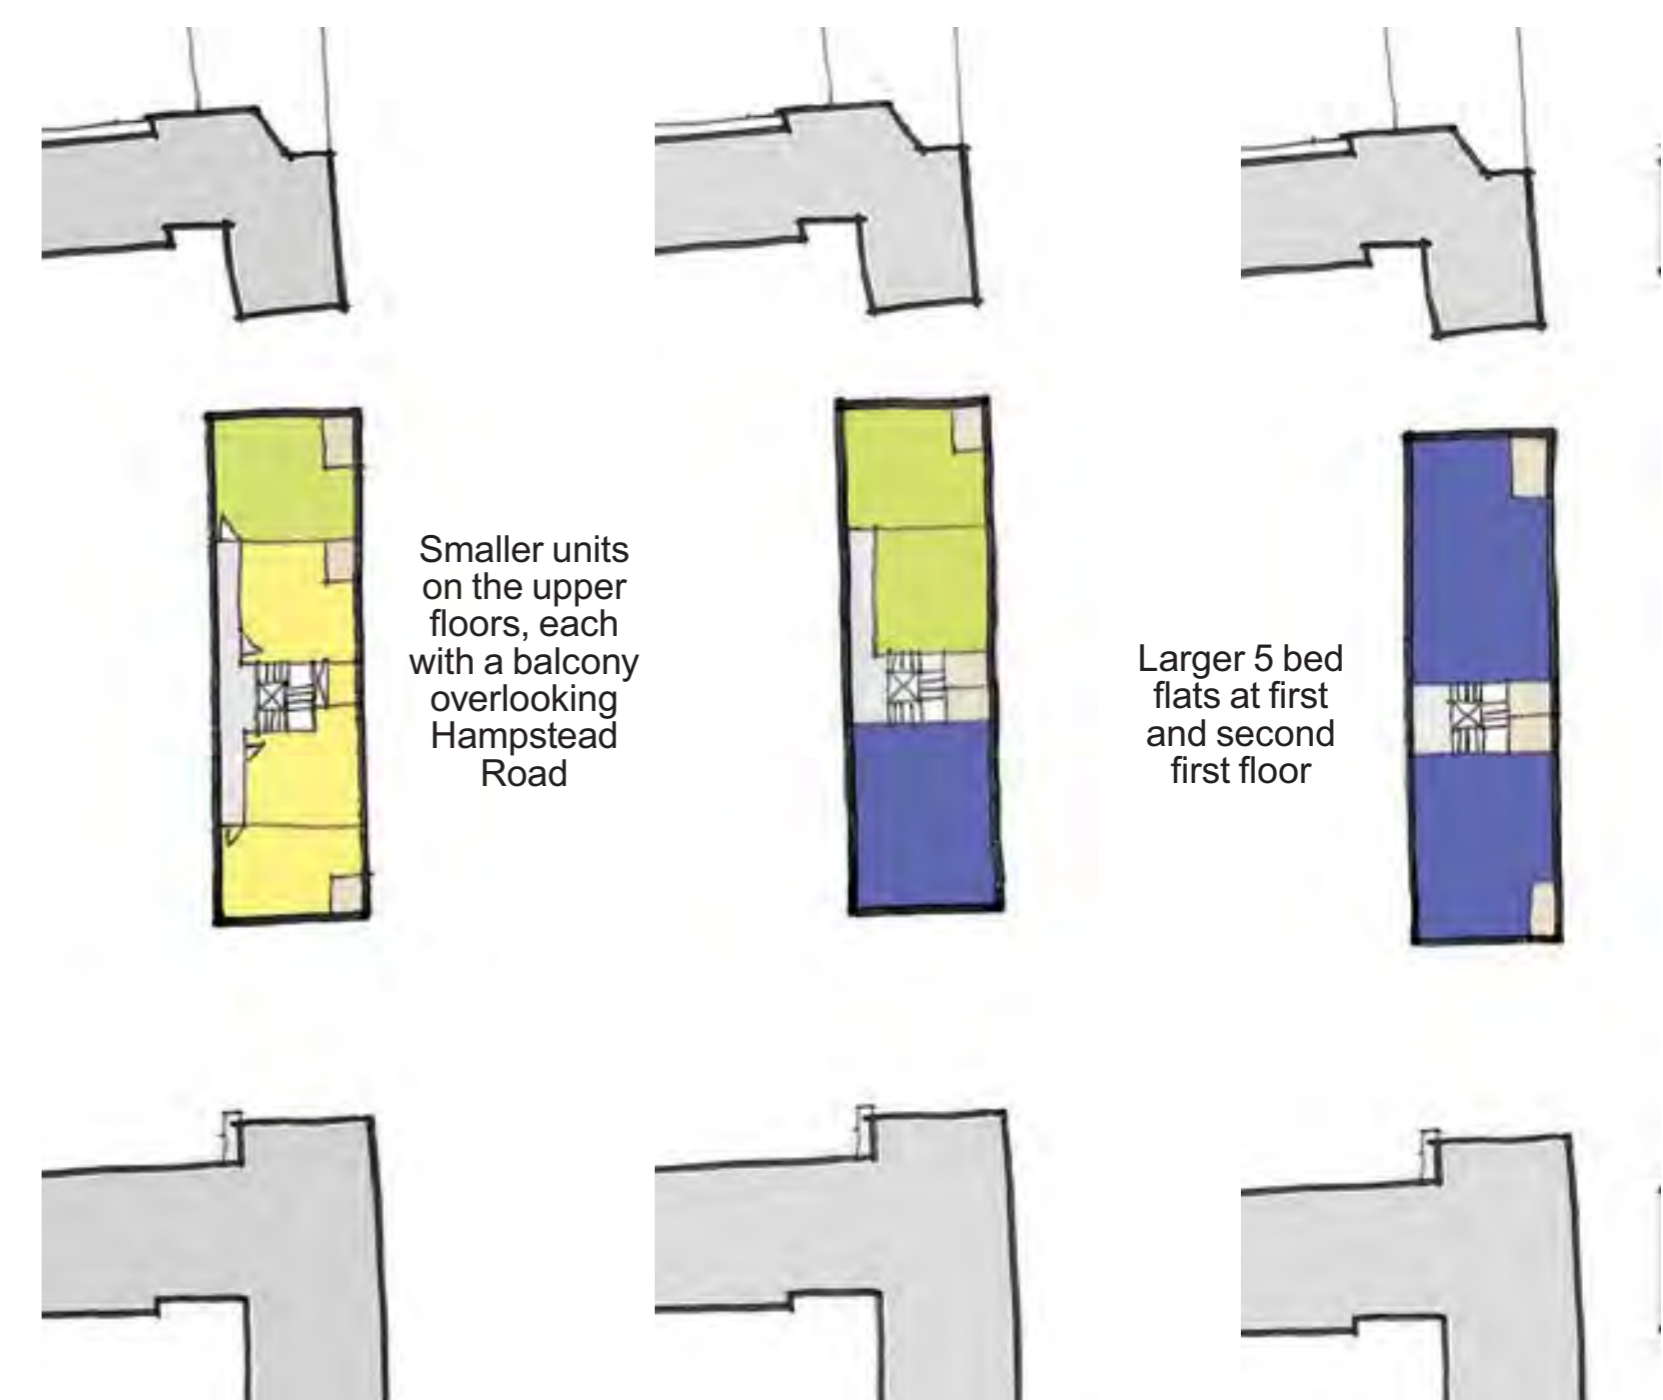 Smaller units
on the upper
floors, each
with a balcony
overlooking
Hampstead
Road
Larger 5 bed
flats at first
and second
first floor